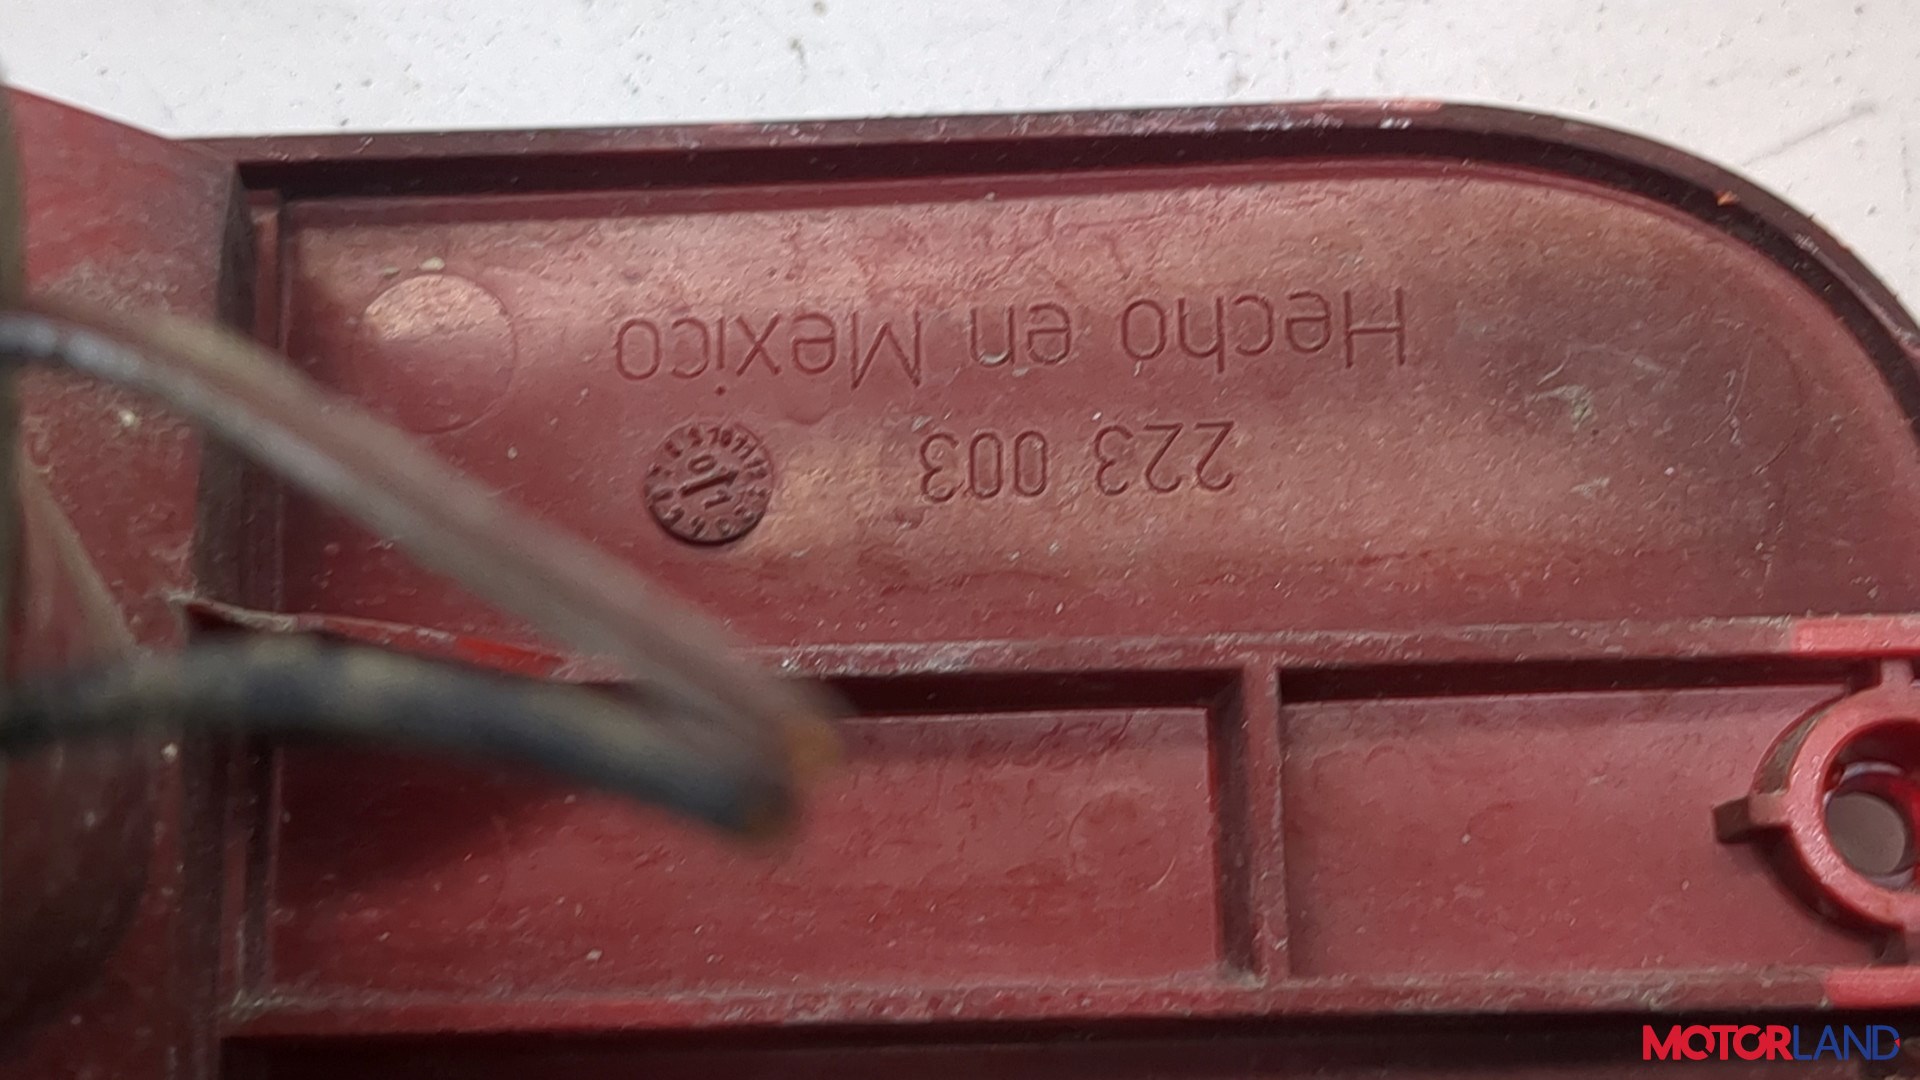 Hecho en Mexico
223 003
MOTORLAND